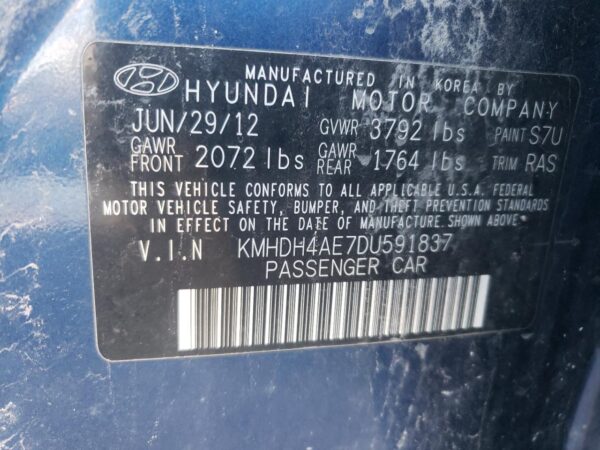 MANUFACTURED IN KOREA BY
HYUNDAI MOTOR COMPANY
JUN/29/12 GVWR 3792 lbs PAINT S7U
GAWR FRONT 2072 lbs GAWR REAR 1764 lbs TRIM RAS
THIS VEHICLE CONFORMS TO ALL APPLICABLE U.S.A. FEDERAL
MOTOR VEHICLE SAFETY, BUMPER, AND THEFT PREVENTION STANDARDS
IN EFFECT ON THE DATE OF MANUFACTURE SHOWN ABOVE.
V.I.N KMHDH4AE7DU591837
PASSENGER CAR